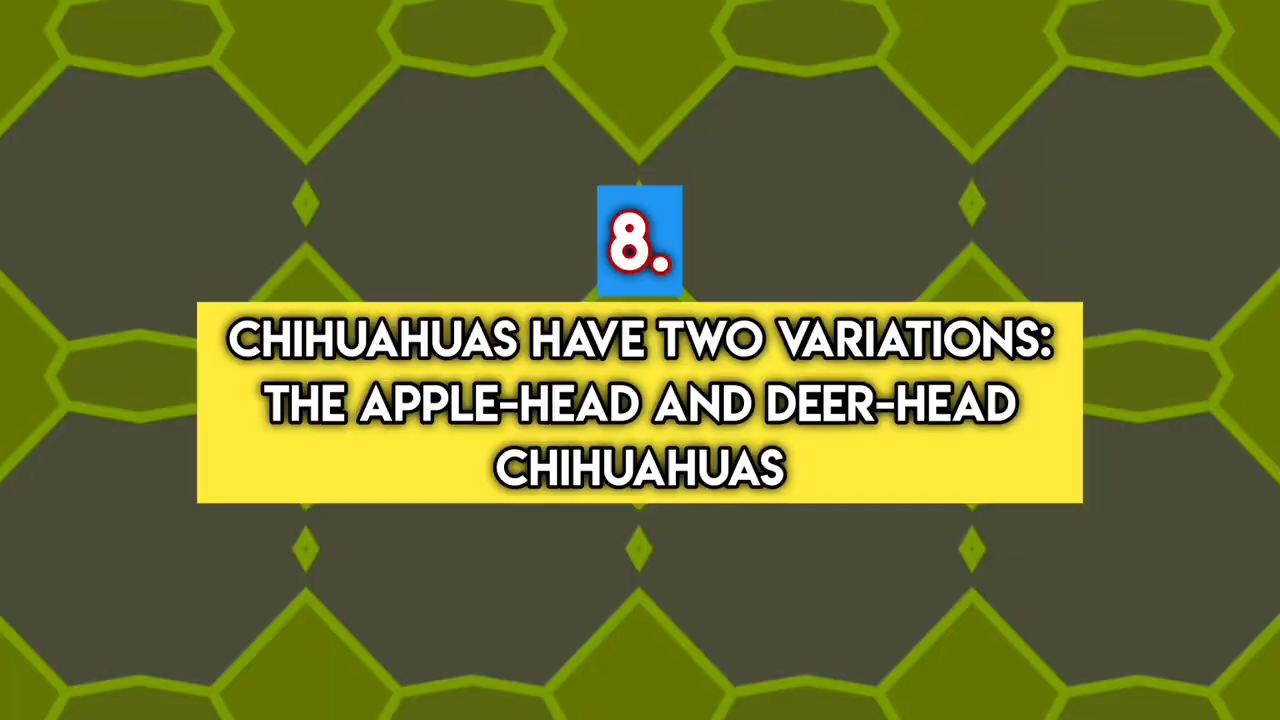 8.
CHIHUAHUAS HAVE TWO VARIATIONS:
THE APPLE-HEAD AND DEER-HEAD
CHIHUAHUAS